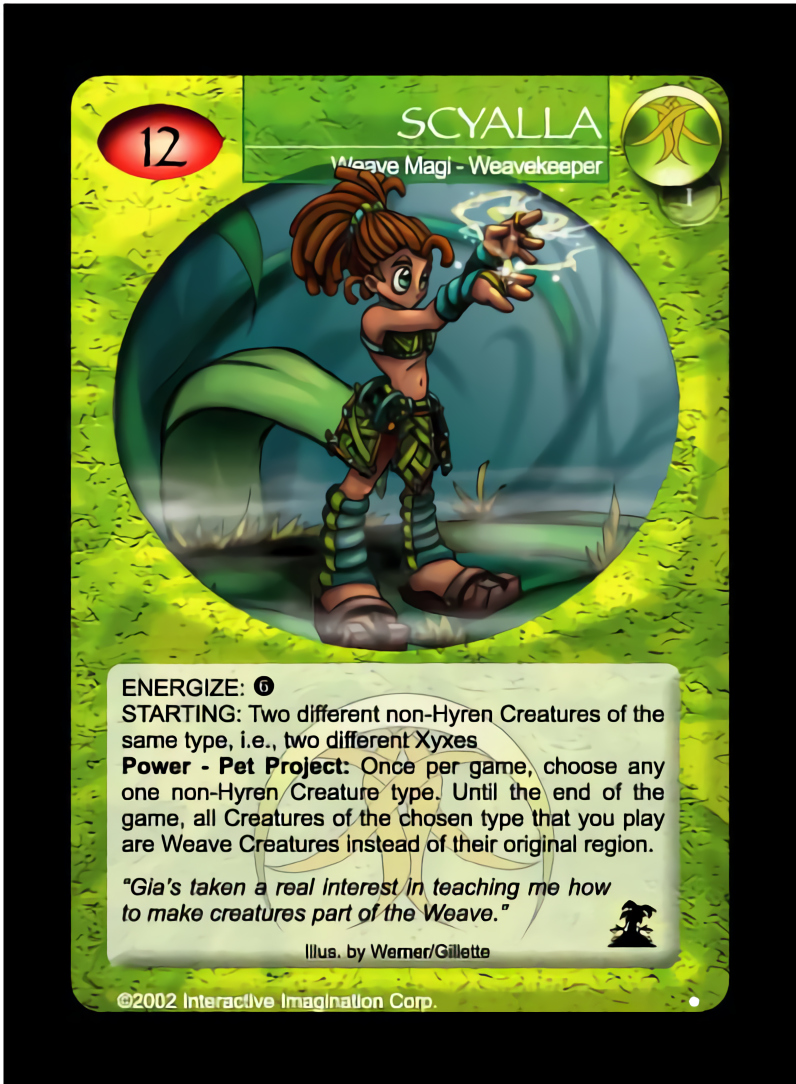 12
SCYALLA
Weave Magi - Weavekeeper
1
ENERGIZE: ❻
STARTING: Two different non-Hyren Creatures of the
same type, i.e., two different Xyxes
Power - Pet Project: Once per game, choose any
one non-Hyren Creature type. Until the end of the
game, all Creatures of the chosen type that you play
are Weave Creatures instead of their original region.
"Gia's taken a real interest in teaching me how
to make creatures part of the Weave."
Illus. by Werner/Gillette
©2002 Interactive Imagination Corp.